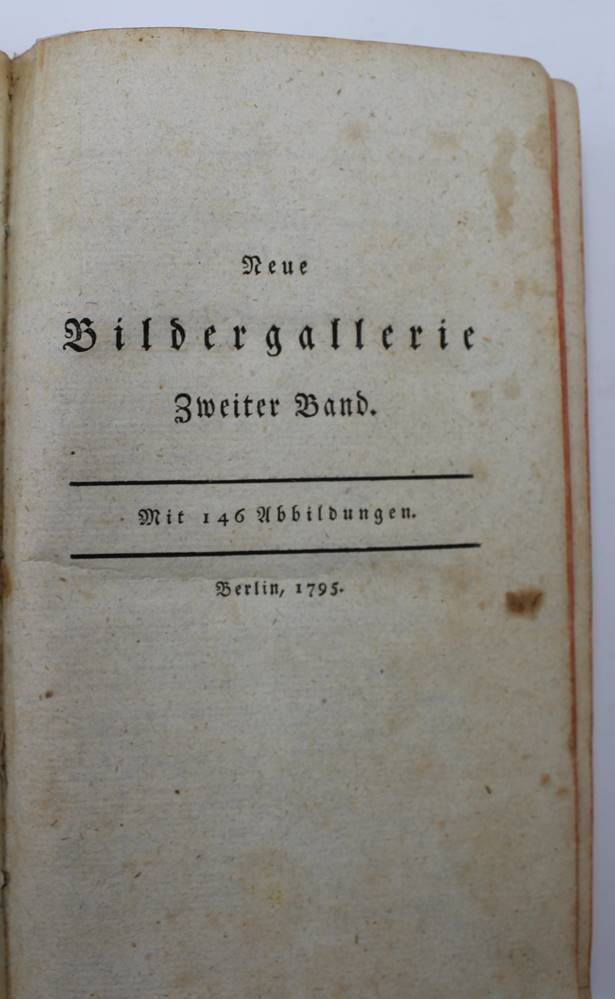 Neue
Bildergallerie
Zweiter Band.
Mit 146 Abbildungen.
Berlin, 1795.